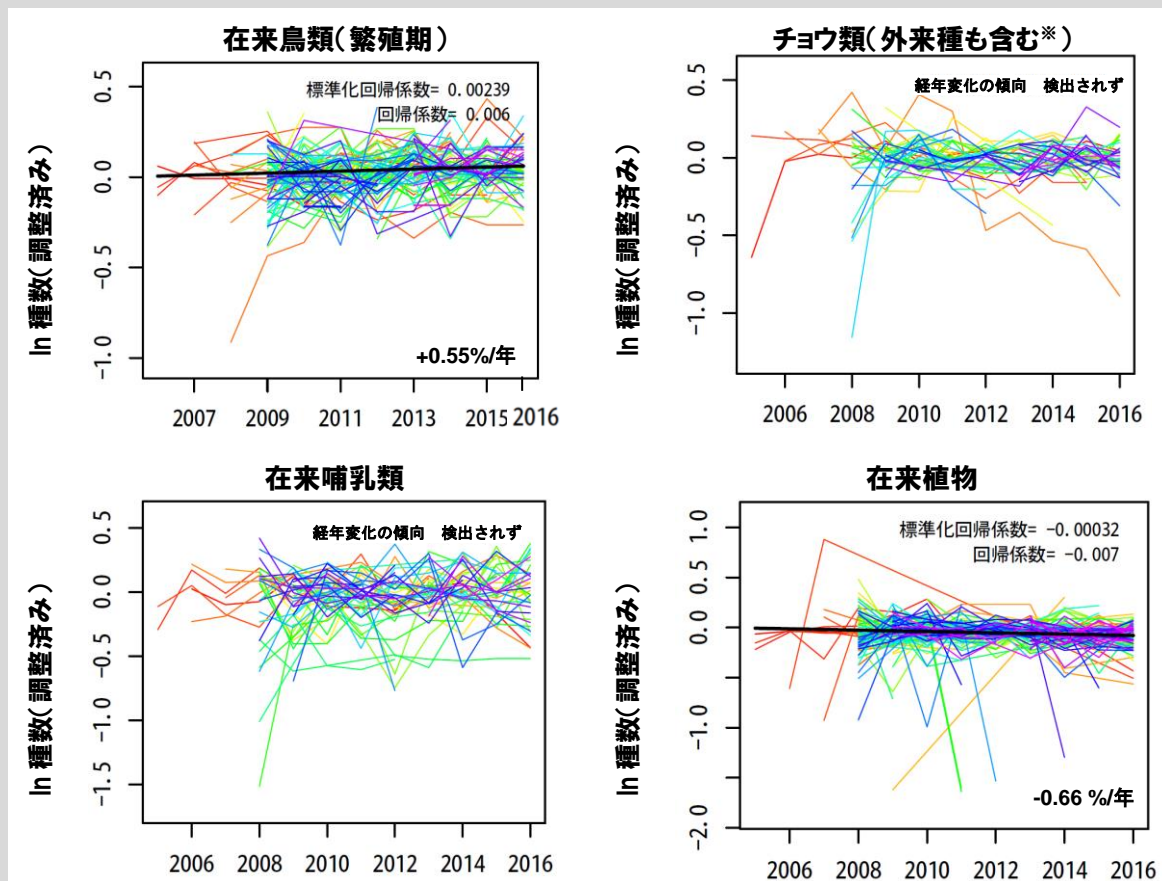 在来鳥類(繁殖期)
標準化回帰係数= 0.00239
回帰係数= 0.006
ln 種数(調整済み)
0.5
0.0
-0.5
-1.0
+0.55%/年
2007 2009 2011 2013 2015 2016
チョウ類(外来種も含む※)
経年変化の傾向 検出されず
ln 種数(調整済み)
0.5
0.0
-0.5
-1.0
2006 2008 2010 2012 2014 2016
在来哺乳類
経年変化の傾向 検出されず
ln 種数(調整済み)
0.5
0.0
-0.5
-1.0
-1.5
2006 2008 2010 2012 2014 2016
在来植物
標準化回帰係数= -0.00032
回帰係数= -0.007
ln 種数(調整済み)
1.0
0.5
0.0
-1.0
-2.0
-0.66 %/年
2006 2008 2010 2012 2014 2016